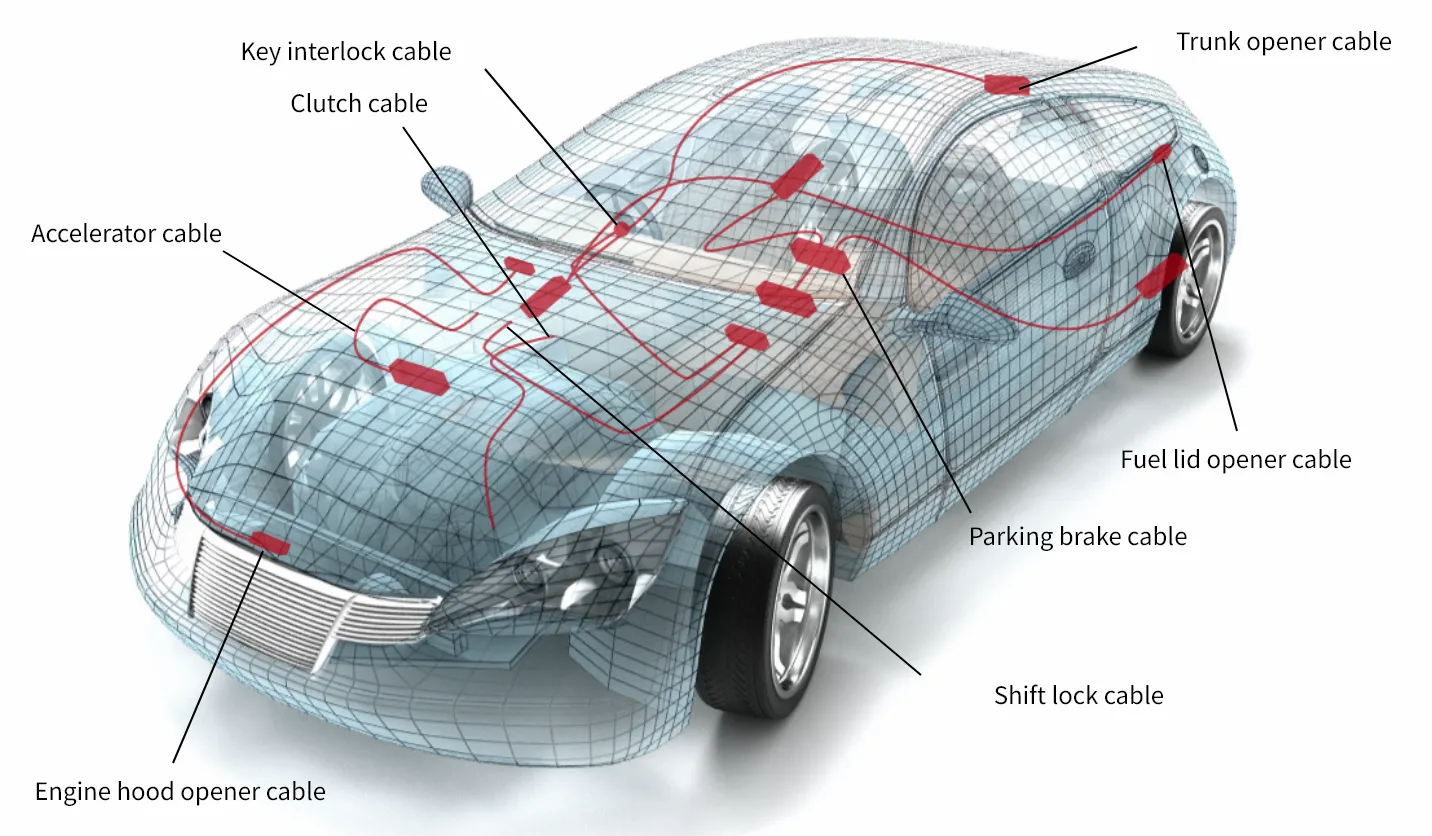 Trunk opener cable
Key interlock cable
Clutch cable
Accelerator cable
Fuel lid opener cable
Parking brake cable
Shift lock cable
Engine hood opener cable